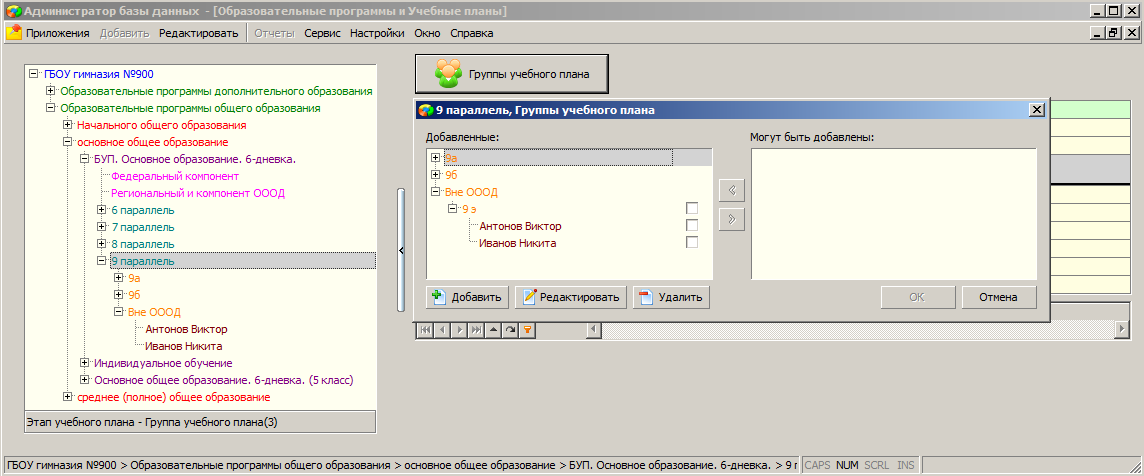 Администратор базы данных - [Образовательные программы и Учебные планы]
Приложения Добавить Редактировать Отчеты Сервис Настройки Окно Справка
ГБОУ гимназия №900
Образовательные программы дополнительного образования
Образовательные программы общего образования
Начального общего образования
основное общее образование
БУП. Основное образование. 6-дневка.
Федеральный компонент
Региональный и компонент ОООД
6 параллель
7 параллель
8 параллель
9 параллель
9а
9б
Вне ОООД
Антонов Виктор
Иванов Никита
Индивидуальное обучение
Основное общее образование. 6-дневка. (5 класс)
среднее (полное) общее образование
Этап учебного плана - Группа учебного плана(3)
Группы учебного плана
9 параллель, Группы учебного плана
Добавленные:
9а
9б
Вне ОООД
9 э
Антонов Виктор
Иванов Никита
Могут быть добавлены:
Добавить Редактировать Удалить OK Отмена
ГБОУ гимназия №900 > Образовательные программы общего образования > основное общее образование > БУП. Основное образование. 6-дневка. > 9 г CAPS NUM SCRL INS